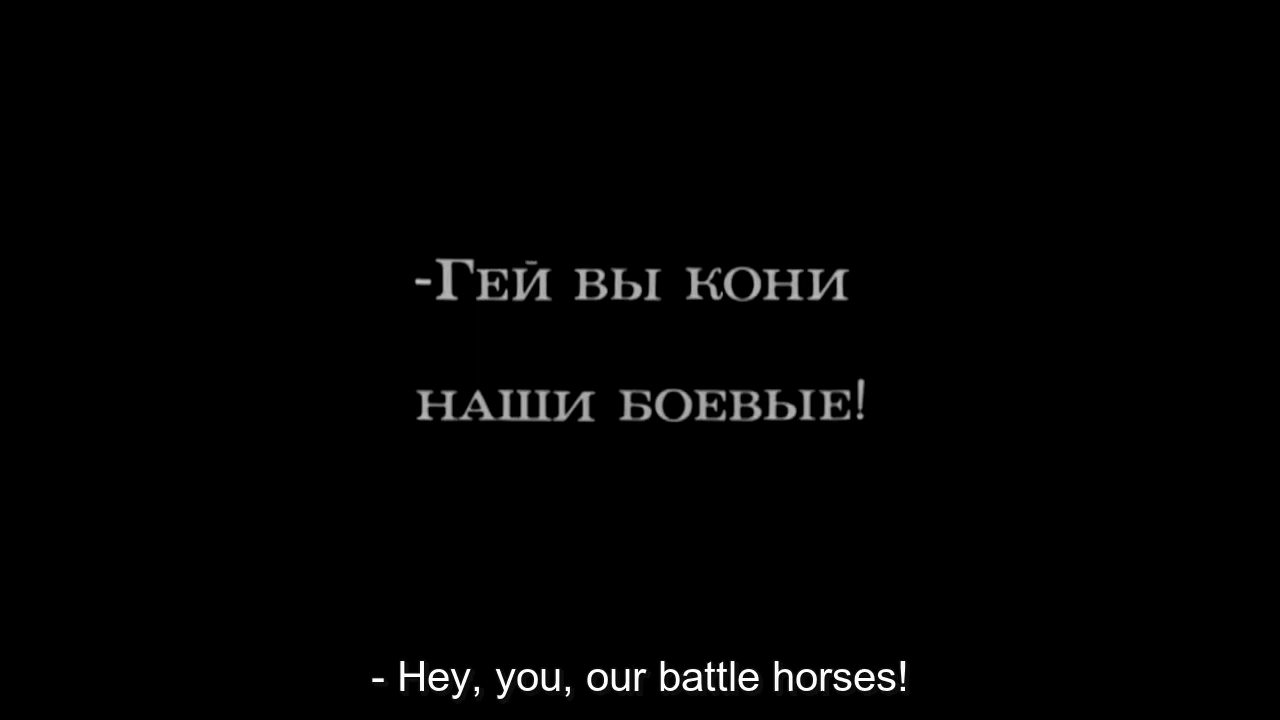 -Гей вы кони
наши боевые!
- Hey, you, our battle horses!